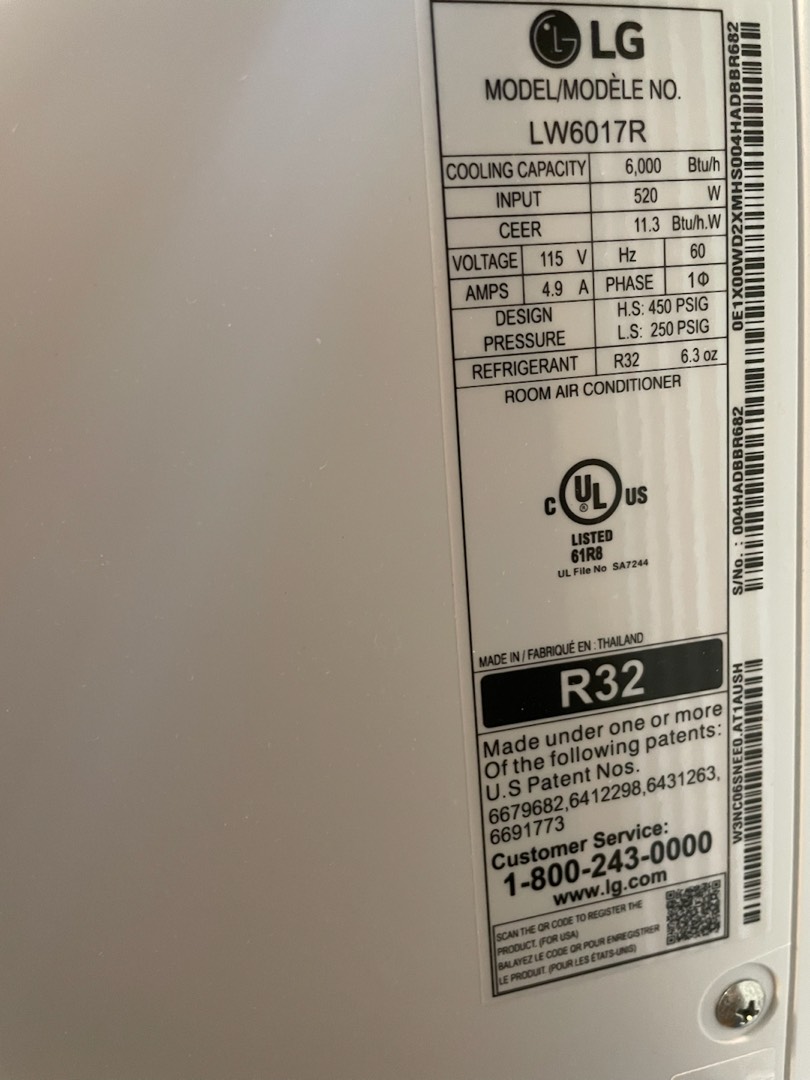 LG
MODEL/MODÈLE NO.
LW6017R
COOLING CAPACITY 6,000 Btu/h
INPUT 520 W
CEER 11.3 Btu/h.W
VOLTAGE 115 V Hz 60
AMPS 4.9 A PHASE 1Φ
DESIGN PRESSURE H.S: 450 PSIG
L.S: 250 PSIG
REFRIGERANT R32 6.3 oz
ROOM AIR CONDITIONER
C UL US
®
LISTED
61R8
UL File No SA7244
MADE IN / FABRIQUÉ EN : THAILAND
R32
Made under one or more
Of the following patents:
U.S Patent Nos.
6679682,6412298,6431263,
6691773
Customer Service:
1-800-243-0000
www.lg.com
SCAN THE QR CODE TO REGISTER THE
PRODUCT. (FOR USA)
BALAYEZ LE CODE QR POUR ENREGISTRER
LE PRODUIT. (POUR LES ÉTATS-UNIS)
0E1X00WD2XMHS004HADBBR682
S/No. : 004HADBBR682
W3NC06SNEE0.AT1AUSH